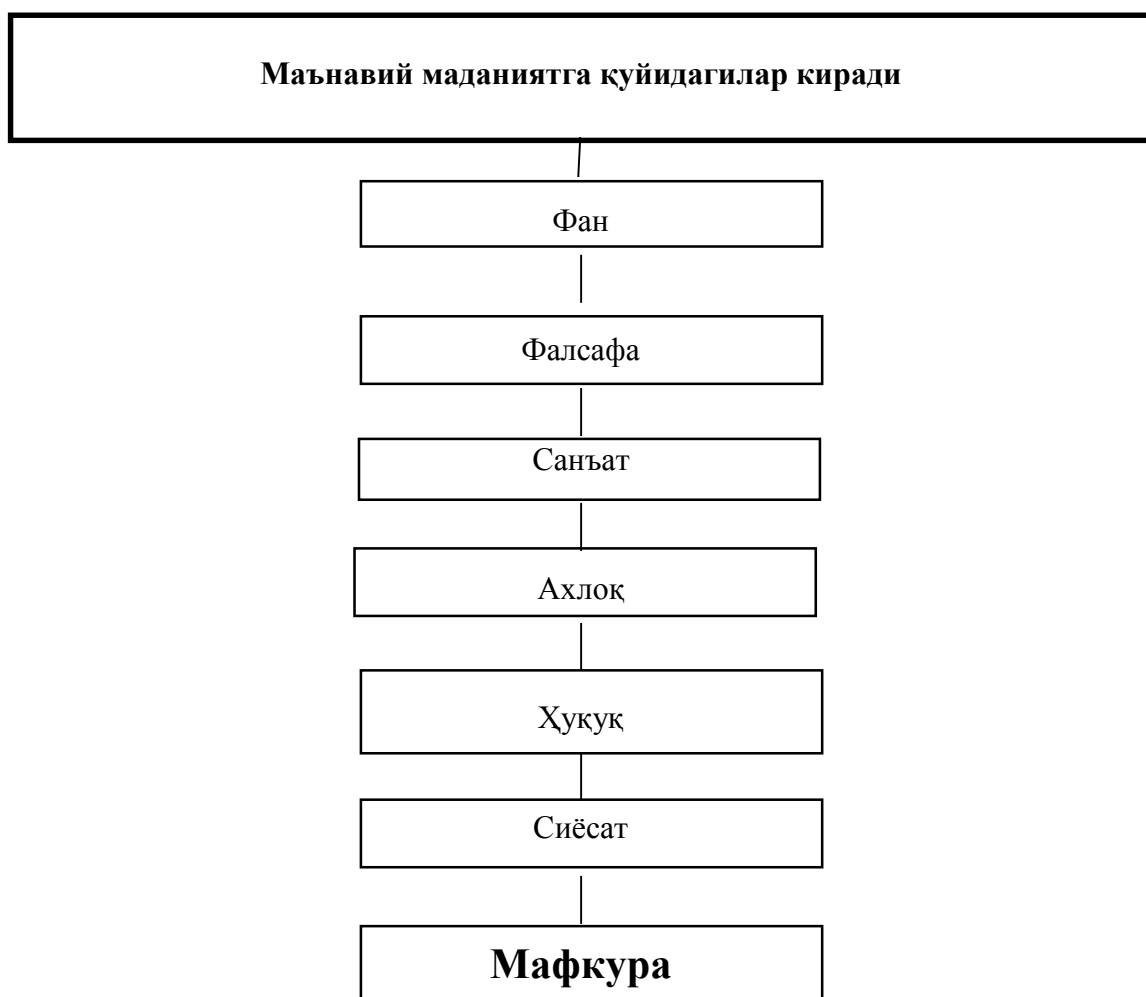 Маънавий маданиятга қуйидагилар киради
Фан
Фалсафа
Санъат
Ахлоқ
Ҳуқуқ
Сиёсат
Мафкура